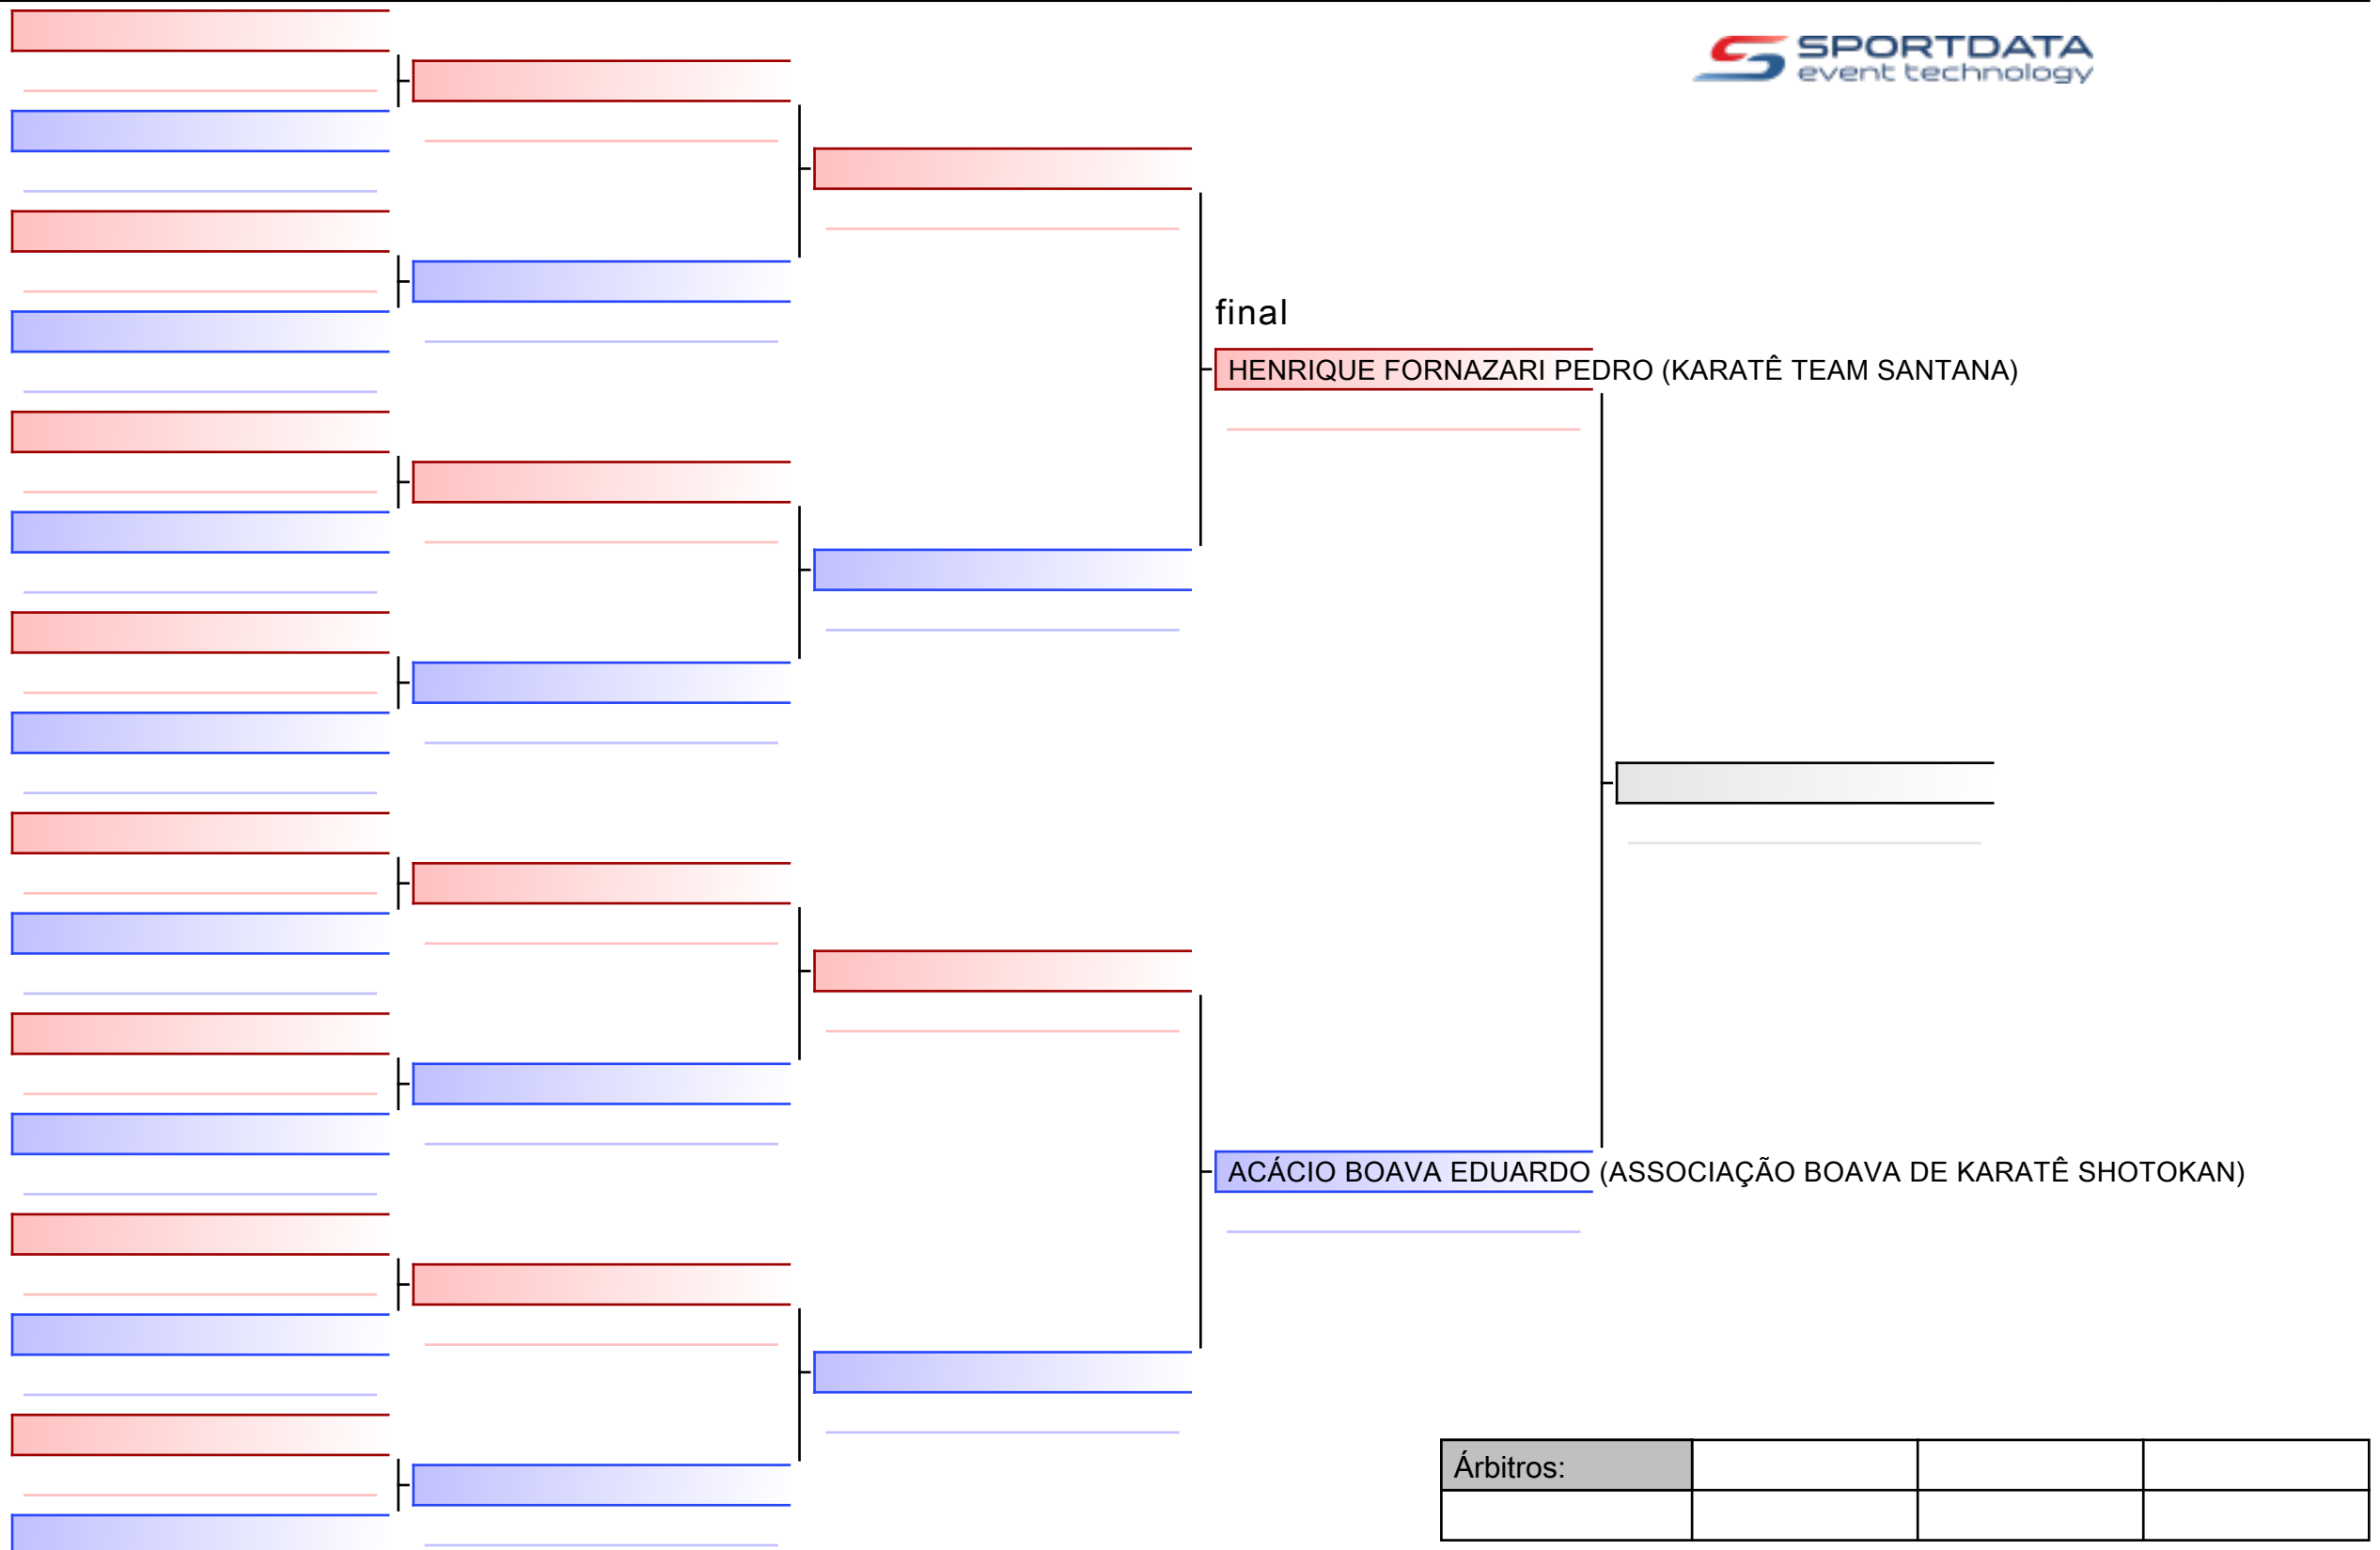 SPORTDATA
event technology
final
HENRIQUE FORNAZARI PEDRO (KARATÊ TEAM SANTANA)
ACÁCIO BOAVA EDUARDO (ASSOCIAÇÃO BOAVA DE KARATÊ SHOTOKAN)
Árbitros: